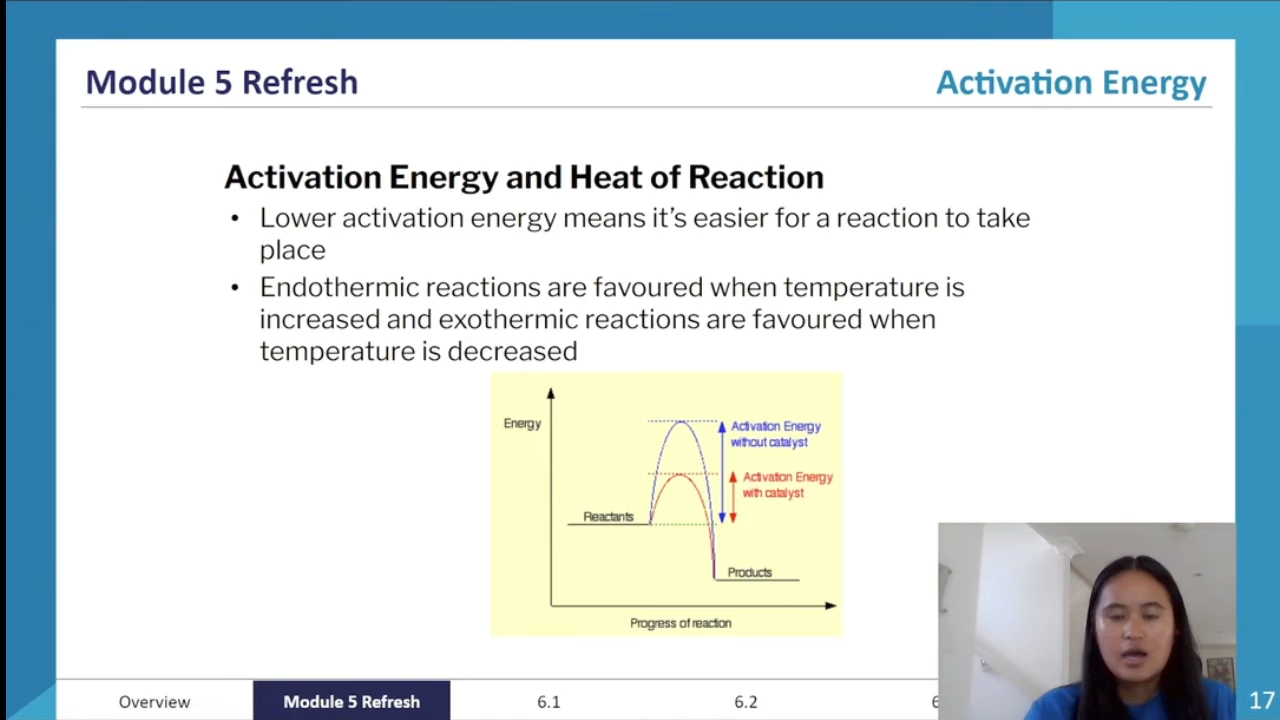 Module 5 Refresh
Activation Energy
Activation Energy and Heat of Reaction
• Lower activation energy means it's easier for a reaction to take
place
• Endothermic reactions are favoured when temperature is
increased and exothermic reactions are favoured when
temperature is decreased
Energy
Activation Energy
without catalyst
Activation Energy
with catalyst
Reactants
Products
Progress of reaction
Overview
Module 5 Refresh
6.1
6.2
6
17